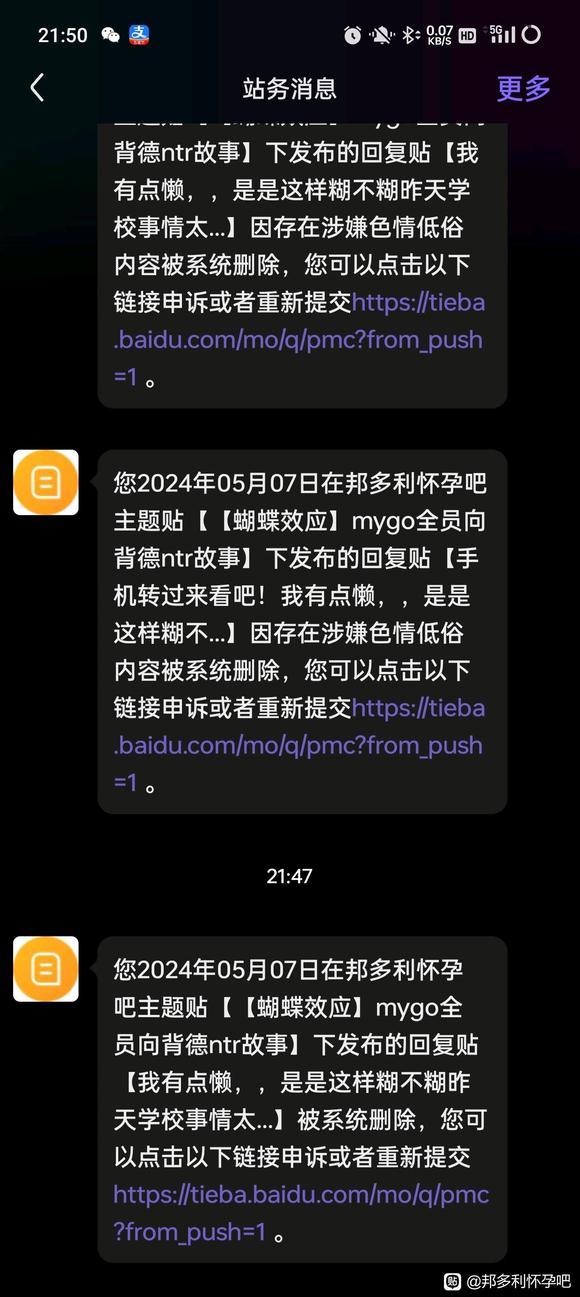 21:50
0.07
KB/S
HD
5G
站务消息
更多
背德ntr故事】下发布的回复贴【我
有点懒，，是是这样糊不糊昨天学
校事情太...】因存在涉嫌色情低俗
内容被系统删除，您可以点击以下
链接申诉或者重新提交https://tieba
.baidu.com/mo/q/pmc?from_push
=1 。
您2024年05月07日在邦多利怀孕吧
主题贴【【蝴蝶效应】mygo全员向
背德ntr故事】下发布的回复贴【手
机转过来看吧！我有点懒，，是是
这样糊不...】因存在涉嫌色情低俗
内容被系统删除，您可以点击以下
链接申诉或者重新提交https://tieba
.baidu.com/mo/q/pmc?from_push
=1 。
21:47
您2024年05月07日在邦多利怀孕
吧主题贴【【蝴蝶效应】mygo全
员向背德ntr故事】下发布的回复贴
【我有点懒，，是是这样糊不糊昨
天学校事情太...】被系统删除，您可
以点击以下链接申诉或者重新提交
https://tieba.baidu.com/mo/q/pmc
?from_push=1 。
贴 @邦多利怀孕吧